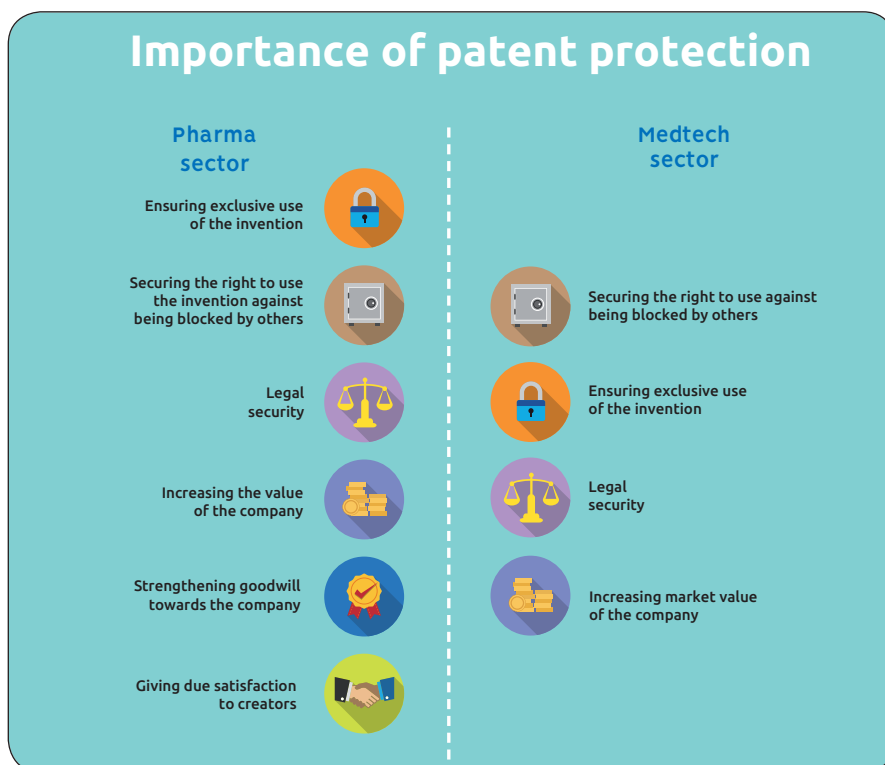 Importance of patent protection
Pharma
sector
Ensuring exclusive use
of the invention
Securing the right to use
the invention against
being blocked by others
Legal
security
Increasing the value
of the company
Strengthening goodwill
towards the company
Giving due satisfaction
to creators
Medtech
sector
Securing the right to use against
being blocked by others
Ensuring exclusive use
of the invention
Legal
security
Increasing market value
of the company